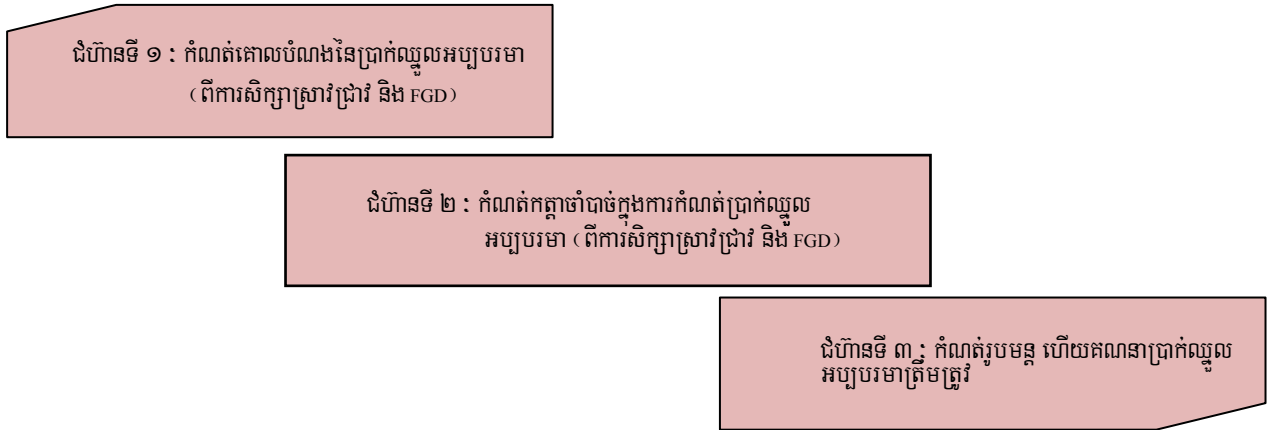 ជំហានទី ១ : កំណត់គោលបំណងនៃប្រាក់ឈ្នួលអប្បបរមា
(ពីការសិក្សាស្រាវជ្រាវ និង FGD)
ជំហានទី ២ : កំណត់កត្តាចាំបាច់ក្នុងការកំណត់ប្រាក់ឈ្នួល
អប្បបរមា (ពីការសិក្សាស្រាវជ្រាវ និង FGD)
ជំហានទី ៣ : កំណត់រូបមន្ត ហើយគណនាប្រាក់ឈ្នួល
អប្បបរមាត្រឹមត្រូវ